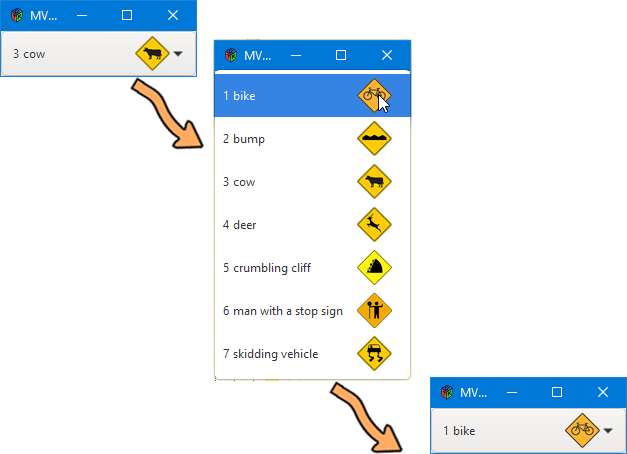 MV...
3 cow
MV...
1 bike
2 bump
3 cow
4 deer
5 crumbling cliff
6 man with a stop sign
7 skidding vehicle
MV...
1 bike